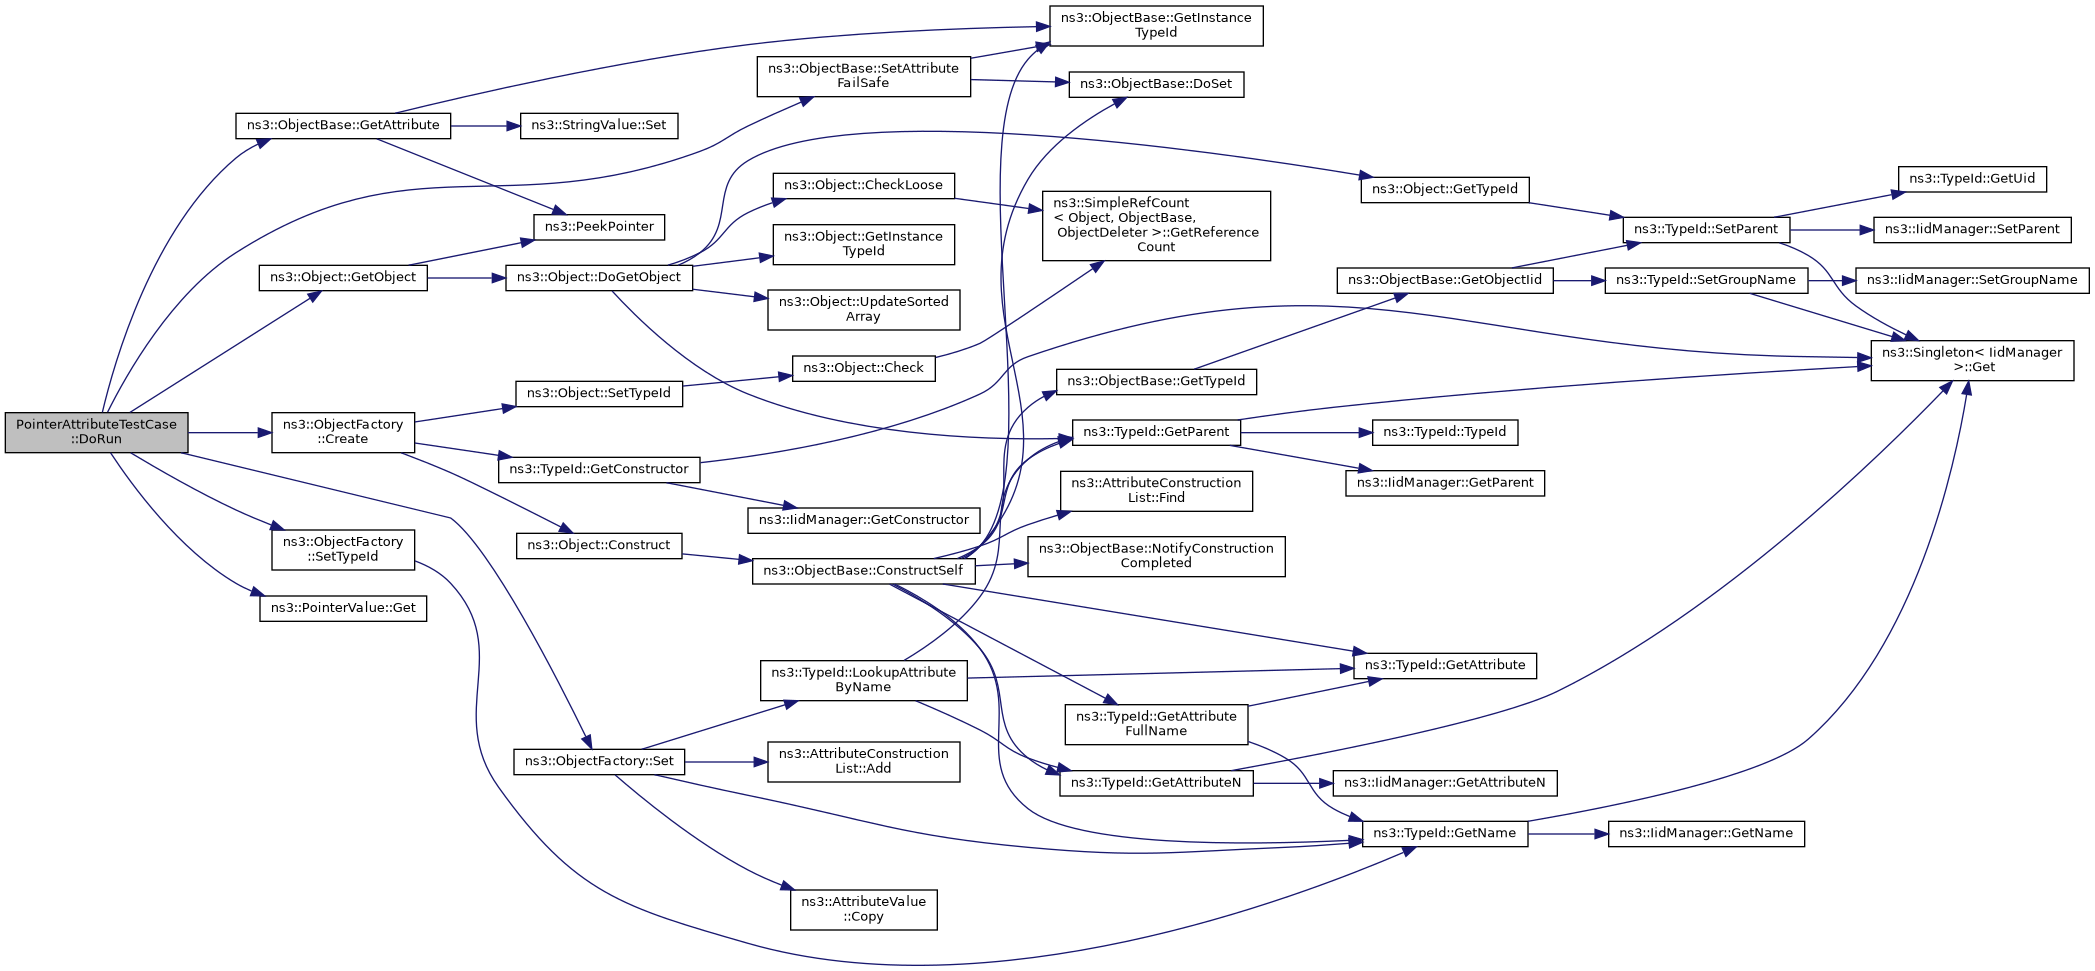 PointerAttributeTestCase
::DoRun
ns3::ObjectBase::GetAttribute
ns3::Object::GetObject
ns3::ObjectFactory
::Create
ns3::ObjectFactory
::SetTypeId
ns3::PointerValue::Get
ns3::StringValue::Set
ns3::PeekPointer
ns3::Object::DoGetObject
ns3::Object::SetTypeId
ns3::TypeId::GetConstructor
ns3::Object::Construct
ns3::ObjectFactory::Set
ns3::ObjectBase::SetAttribute
FailSafe
ns3::Object::CheckLoose
ns3::Object::GetInstance
TypeId
ns3::Object::UpdateSorted
Array
ns3::Object::Check
ns3::IidManager::GetConstructor
ns3::ObjectBase::ConstructSelf
ns3::TypeId::LookupAttribute
ByName
ns3::AttributeConstruction
List::Add
ns3::AttributeValue
::Copy
ns3::ObjectBase::GetInstance
TypeId
ns3::ObjectBase::DoSet
ns3::SimpleRefCount
< Object, ObjectBase,
ObjectDeleter >::GetReference
Count
ns3::ObjectBase::GetTypeId
ns3::TypeId::GetParent
ns3::AttributeConstruction
List::Find
ns3::ObjectBase::NotifyConstruction
Completed
ns3::TypeId::GetAttribute
FullName
ns3::TypeId::GetAttributeN
ns3::Object::GetTypeId
ns3::ObjectBase::GetObjectIid
ns3::TypeId::TypeId
ns3::IidManager::GetParent
ns3::TypeId::GetAttribute
ns3::IidManager::GetAttributeN
ns3::TypeId::GetName
ns3::TypeId::SetParent
ns3::TypeId::SetGroupName
ns3::IidManager::GetName
ns3::TypeId::GetUid
ns3::IidManager::SetParent
ns3::IidManager::SetGroupName
ns3::Singleton< IidManager
>::Get